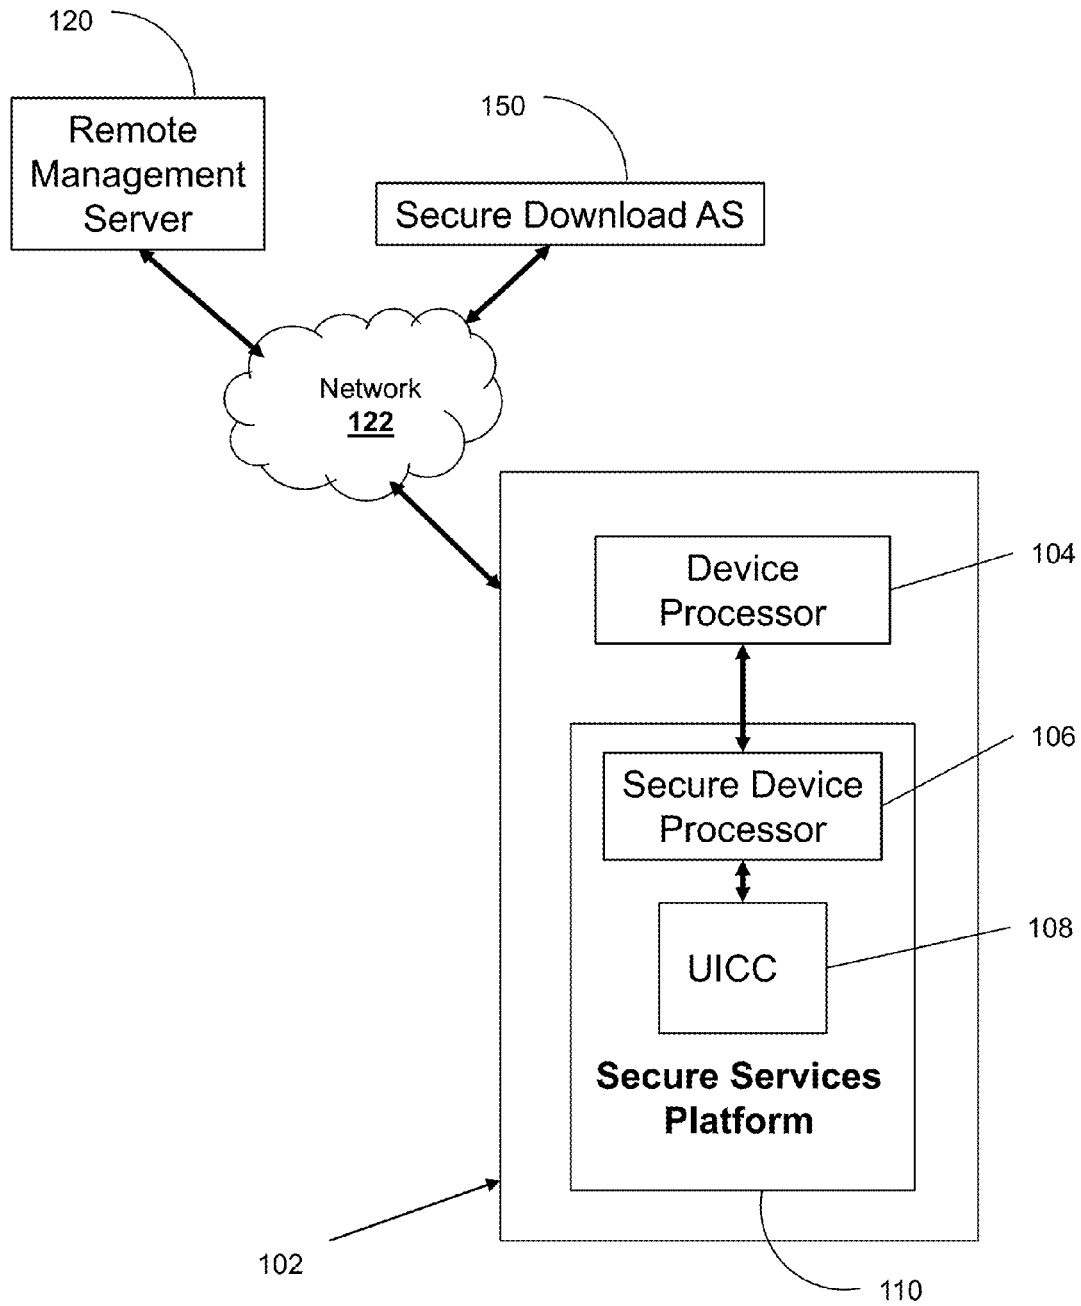 120
Remote
Management
Server
150
Secure Download AS
Network
122
Device
Processor
104
Secure Device
Processor
106
UICC
108
Secure Services
Platform
102
110